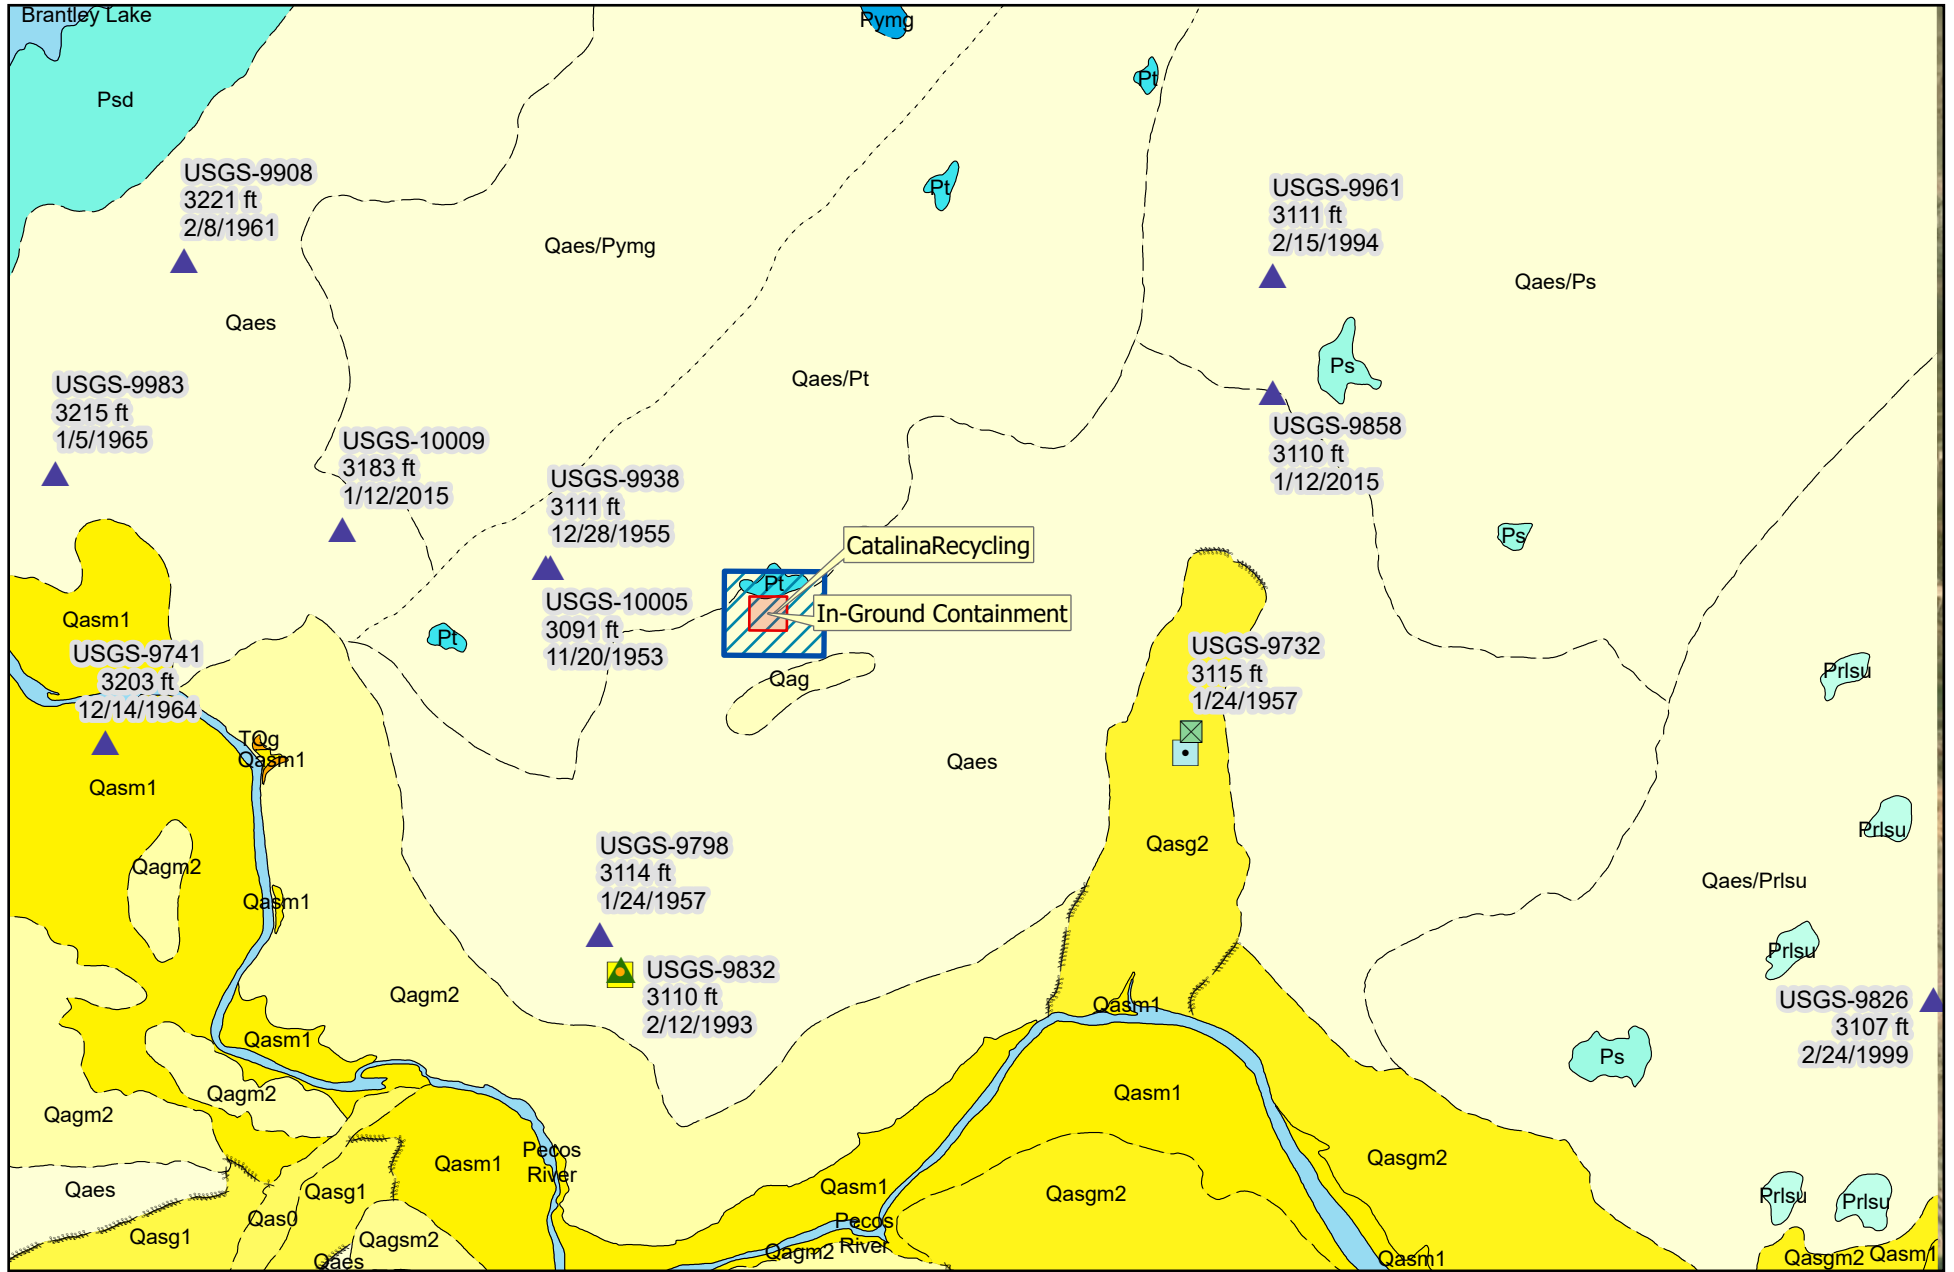 Brantley Lake
Pymg
Psd
Pt
USGS-9908
3221 ft
2/8/1961
Pt
USGS-9961
3111 ft
2/15/1994
Qaes/Pymg
Qaes/Ps
Qaes
Qaes/Pt
Ps
USGS-9983
3215 ft
1/5/1965
USGS-10009
3183 ft
1/12/2015
USGS-9858
3110 ft
1/12/2015
USGS-9938
3111 ft
12/28/1955
CatalinaRecycling
Ps
Pt
In-Ground Containment
USGS-10005
3091 ft
11/20/1953
Qasm1
Pt
USGS-9741
3203 ft
12/14/1964
USGS-9732
3115 ft
1/24/1957
Prlsu
Qag
TQg
Qasm1
Qaes
Qasm1
Prlsu
Qasg2
USGS-9798
3114 ft
1/24/1957
Qagm2
Qaes/Prlsu
Qasm1
Prlsu
USGS-9832
3110 ft
2/12/1993
Qagm2
Qasm1
USGS-9826
3107 ft
2/24/1999
Qasm1
Ps
Qagm2
Qasm1
Qagm2
Pecos
River
Qasm1
Qasgm2
Qaes
Qasg1
Qasm1
Qasgm2
Prlsu
Prlsu
Qas0
Pecos
River
Qasg1
Qagsm2
Qagm2
Qaes
Qasm1
Qasgm2
Qasm1